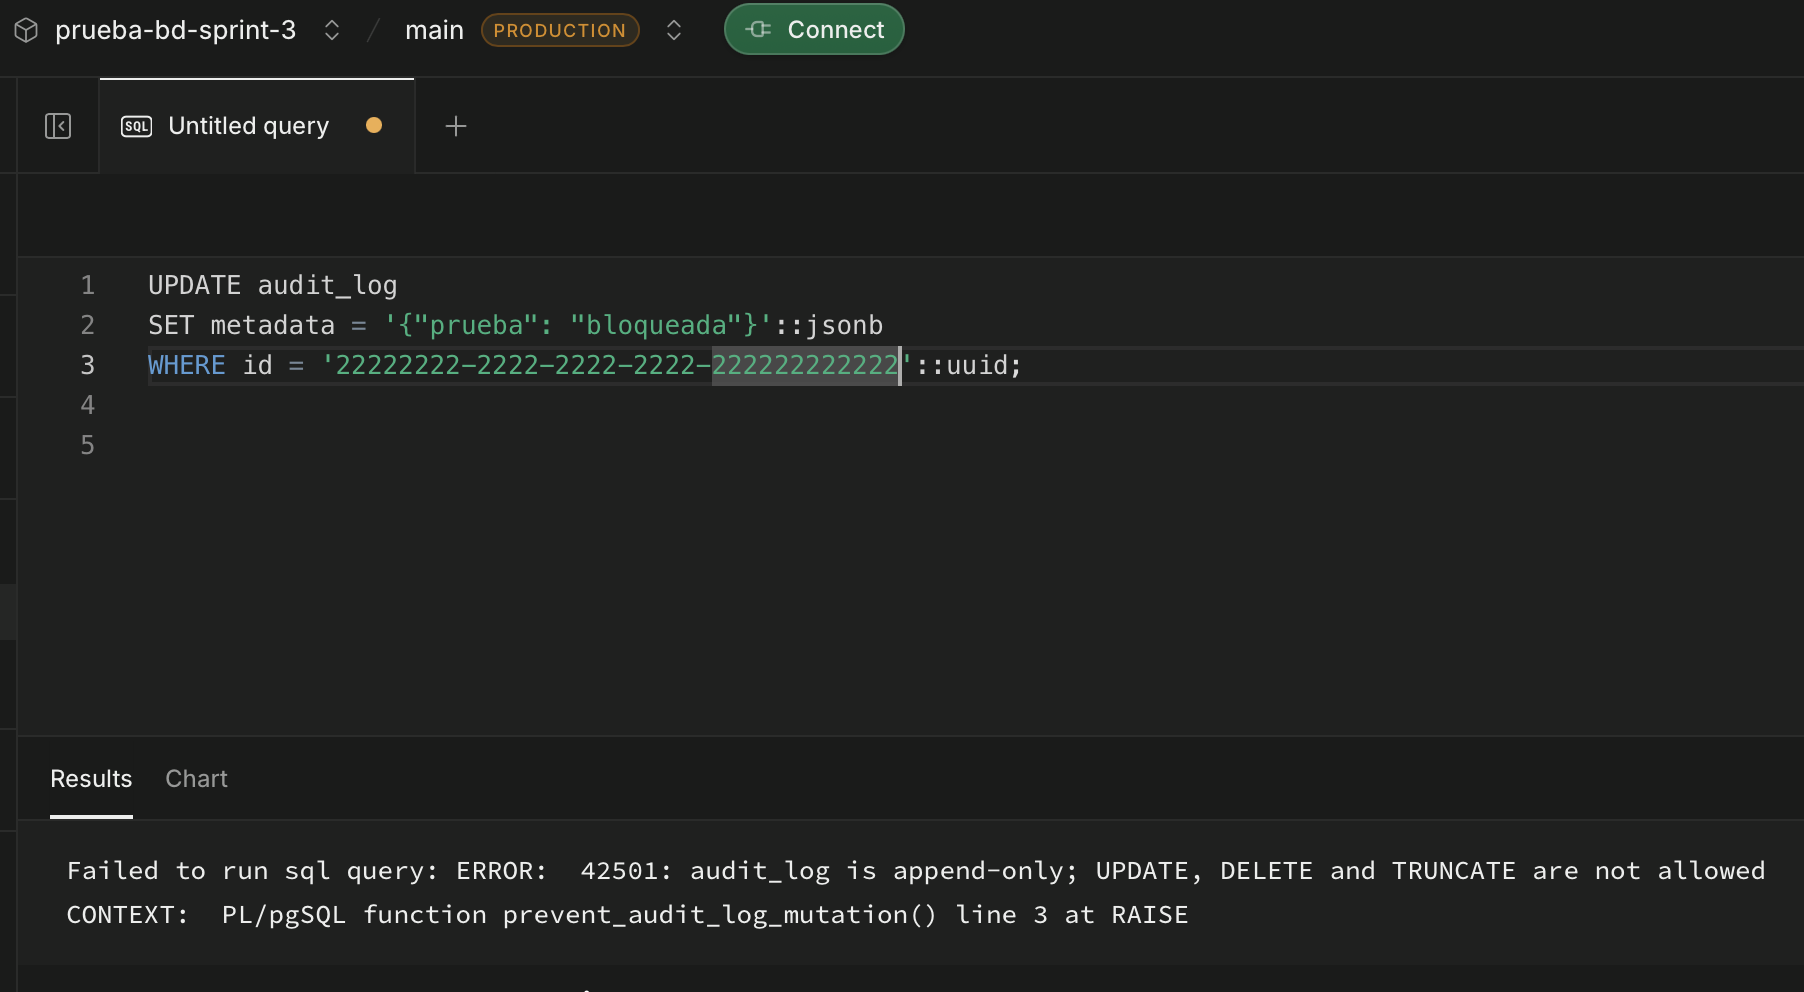 prueba-bd-sprint-3 / main PRODUCTION Connect
SQL Untitled query
1 UPDATE audit_log
2 SET metadata = '{"prueba": "bloqueada"}'::jsonb
3 WHERE id = '22222222-2222-2222-2222-222222222222'::uuid;
4
5
Results Chart
Failed to run sql query: ERROR:  42501: audit_log is append-only; UPDATE, DELETE and TRUNCATE are not allowed
CONTEXT:  PL/pgSQL function prevent_audit_log_mutation() line 3 at RAISE